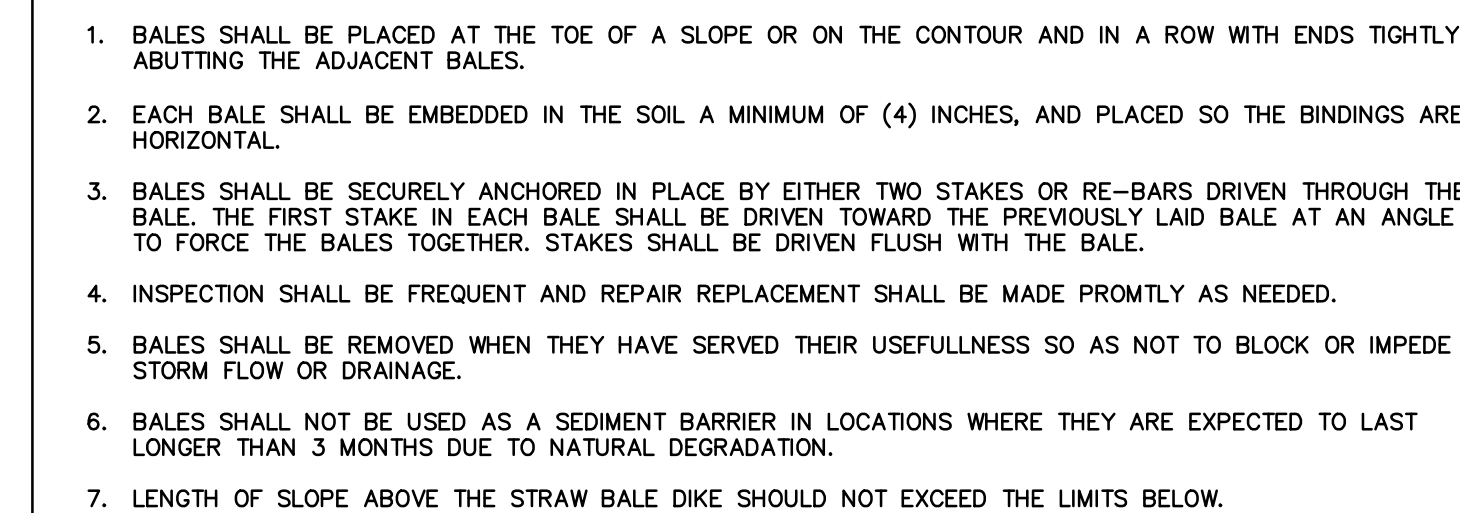 1. BALES SHALL BE PLACED AT THE TOE OF A SLOPE OR ON THE CONTOUR AND IN A ROW WITH ENDS TIGHTLY
ABUTTING THE ADJACENT BALES.
2. EACH BALE SHALL BE EMBEDDED IN THE SOIL A MINIMUM OF (4) INCHES, AND PLACED SO THE BINDINGS ARE
HORIZONTAL.
3. BALES SHALL BE SECURELY ANCHORED IN PLACE BY EITHER TWO STAKES OR RE-BARS DRIVEN THROUGH THE
BALE. THE FIRST STAKE IN EACH BALE SHALL BE DRIVEN TOWARD THE PREVIOUSLY LAID BALE AT AN ANGLE
TO FORCE THE BALES TOGETHER. STAKES SHALL BE DRIVEN FLUSH WITH THE BALE.
4. INSPECTION SHALL BE FREQUENT AND REPAIR REPLACEMENT SHALL BE MADE PROMTLY AS NEEDED.
5. BALES SHALL BE REMOVED WHEN THEY HAVE SERVED THEIR USEFULLNESS SO AS NOT TO BLOCK OR IMPEDE
STORM FLOW OR DRAINAGE.
6. BALES SHALL NOT BE USED AS A SEDIMENT BARRIER IN LOCATIONS WHERE THEY ARE EXPECTED TO LAST
LONGER THAN 3 MONTHS DUE TO NATURAL DEGRADATION.
7. LENGTH OF SLOPE ABOVE THE STRAW BALE DIKE SHOULD NOT EXCEED THE LIMITS BELOW.